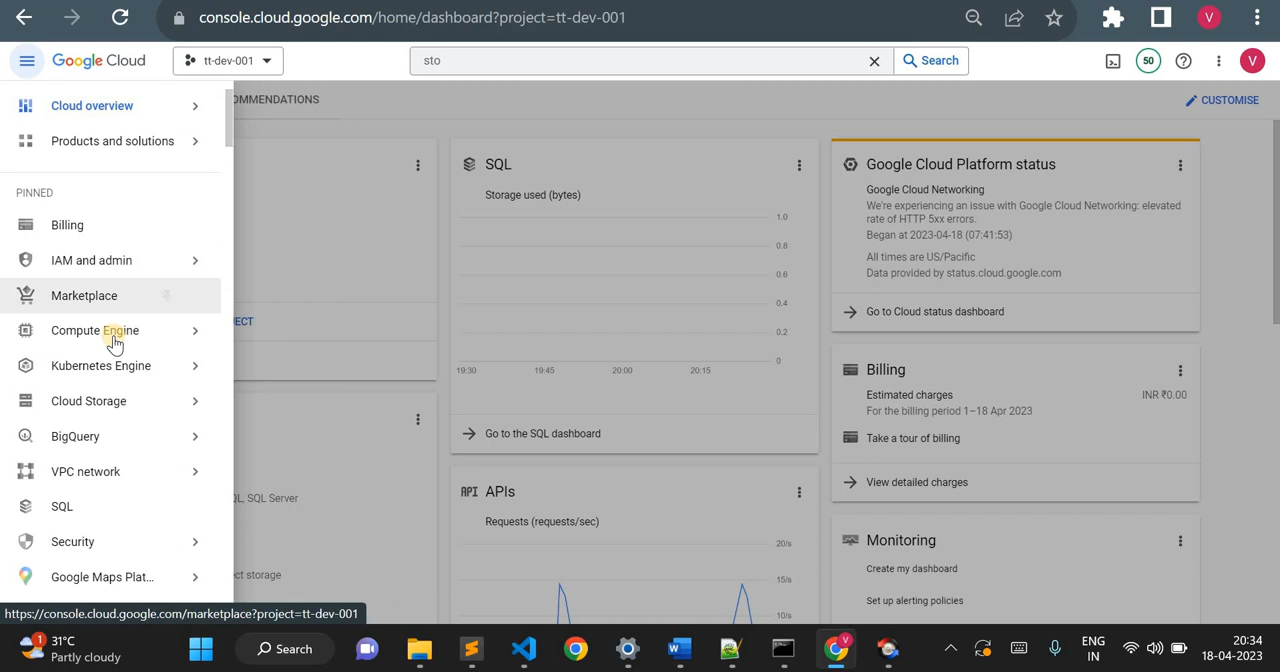 console.cloud.google.com/home/dashboard?project=tt-dev-001
V
Google Cloud
tt-dev-001
sto
Search
50
V
Cloud overview
Products and solutions
PINNED
Billing
IAM and admin
Marketplace
Compute Engine
Kubernetes Engine
Cloud Storage
BigQuery
VPC network
SQL
Security
Google Maps Plat...
OMMENDATIONS
CUSTOMISE
ECT
QL, SQL Server
ect storage
SQL
Storage used (bytes)
1.0
0.8
0.6
0.4
0.2
0
19:30
19:45
20:00
20:15
Go to the SQL dashboard
API APIs
Requests (requests/sec)
20/s
15/s
10/s
Google Cloud Platform status
Google Cloud Networking
We're experiencing an issue with Google Cloud Networking: elevated
rate of HTTP 5xx errors.
Began at 2023-04-18 (07:41:53)
All times are US/Pacific
Data provided by status.cloud.google.com
Go to Cloud status dashboard
Billing
Estimated charges
INR ₹0.00
For the billing period 1–18 Apr 2023
Take a tour of billing
View detailed charges
Monitoring
Create my dashboard
Set up alerting policies
https://console.cloud.google.com/marketplace?project=tt-dev-001
1
31°C
Partly cloudy
Search
V
ENG
IN
20:34
18-04-2023